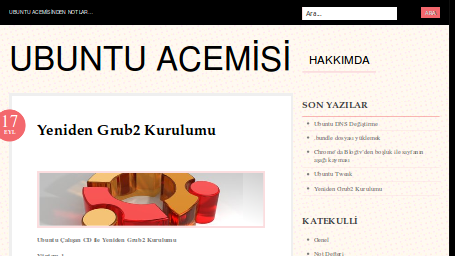 UBUNTU ACEMİSİNDEN NOTLAR...
Ara...
ARA
UBUNTU ACEMİSİ
HAKKIMDA
17
EYL
Yeniden Grub2 Kurulumu
Ubuntu Çalışan CD ile Yeniden Grub2 Kurulumu
SON YAZILAR
Ubuntu DNS Değiştirme
.bundle dosyası yüklemek
Chrome'da Blogtv'den boşluk ile sayfanın
aşağı kayması
Ubuntu Tweak
Yeniden Grub2 Kurulumu
KATEKULLİ
Genel
Not Defteri